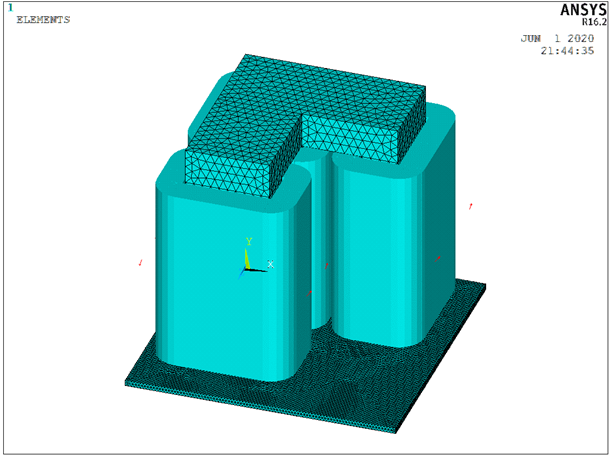 1
ELEMENTS
ANSYS
R16.2
JUN 1 2020
21:44:35
Y
X